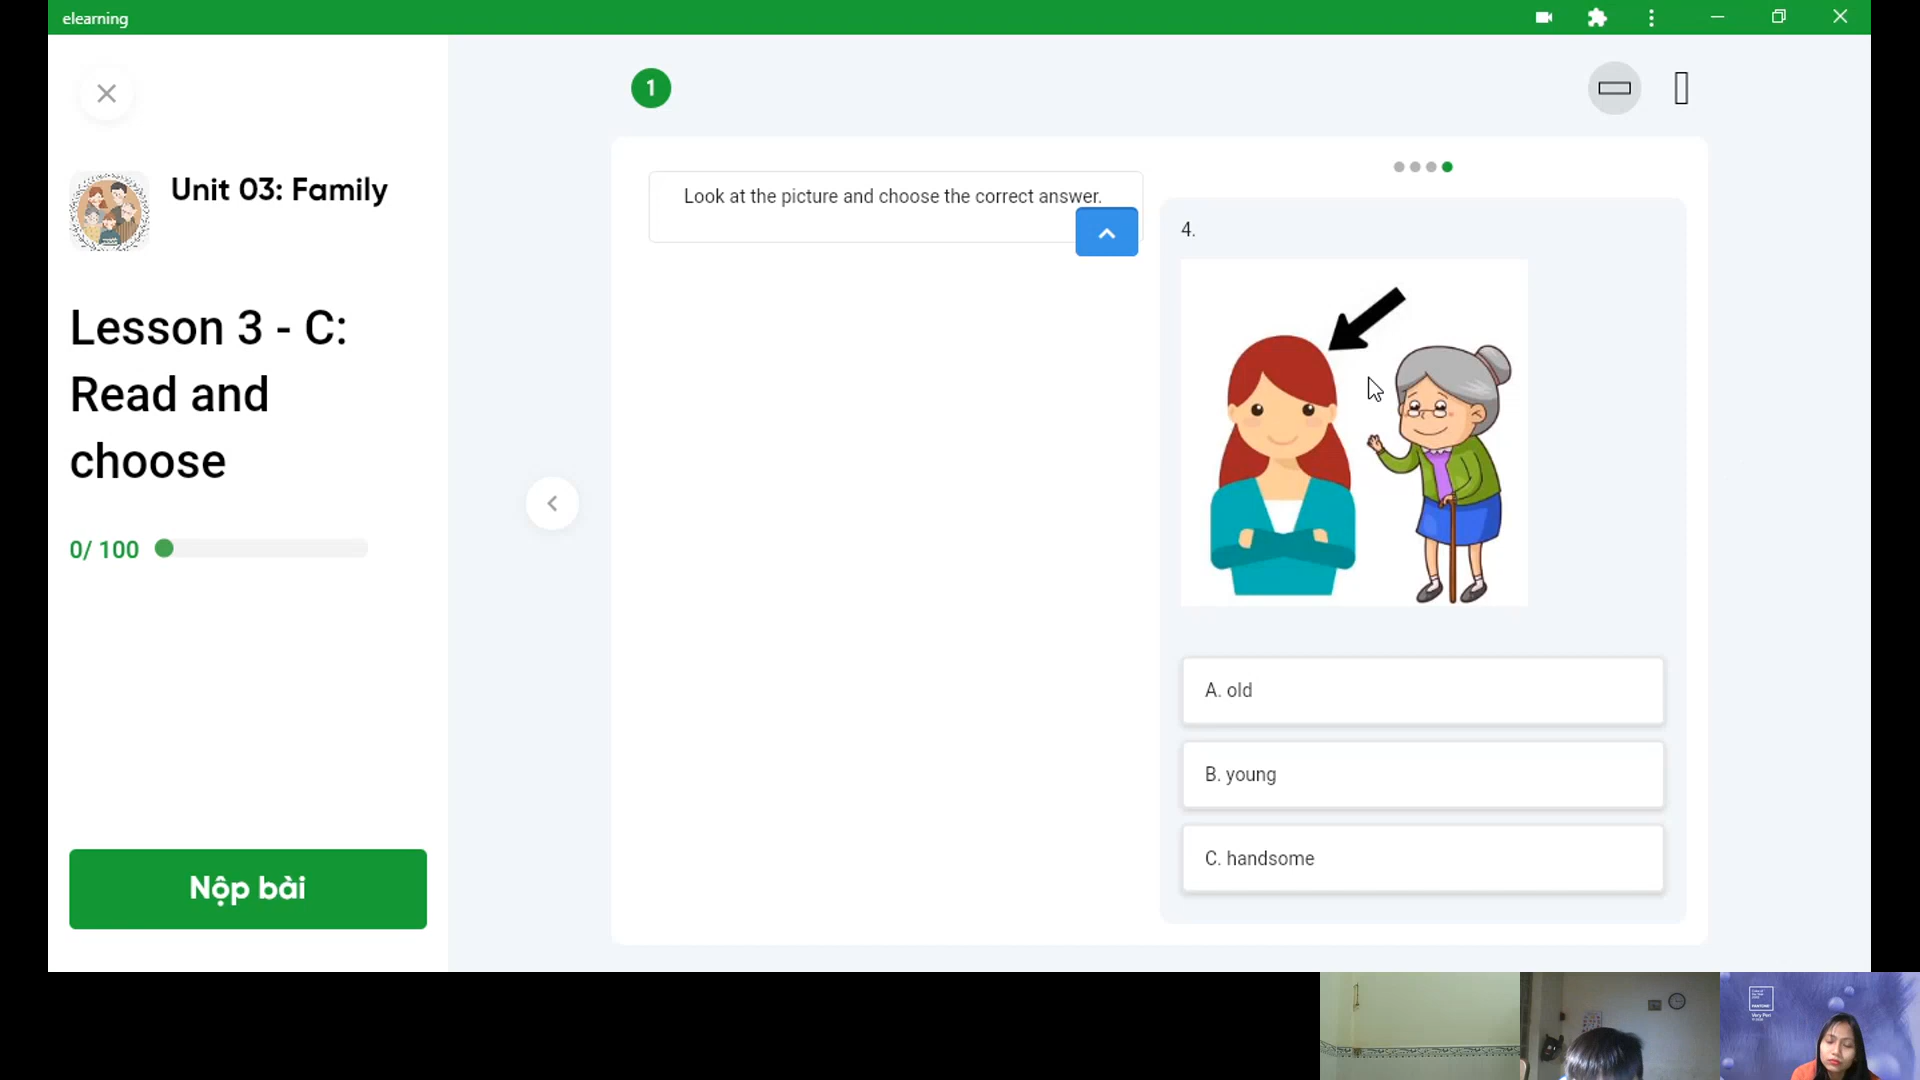 elearning
Unit 03: Family
Lesson 3 - C:
Read and
choose
0/ 100
Nộp bài
1
Look at the picture and choose the correct answer.
4.
A. old
B. young
C. handsome